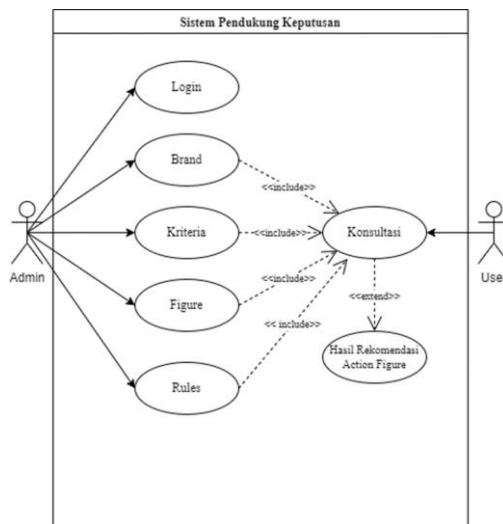 Sistem Pendukung Keputusan
Login
Brand
<<include>>
Kriteria
<<include>>
Konsultasi
Admin
Use
<<include>>
Figure
<<extend>>
<< include>>
Hasil Rekomendasi
Action Figure
Rules